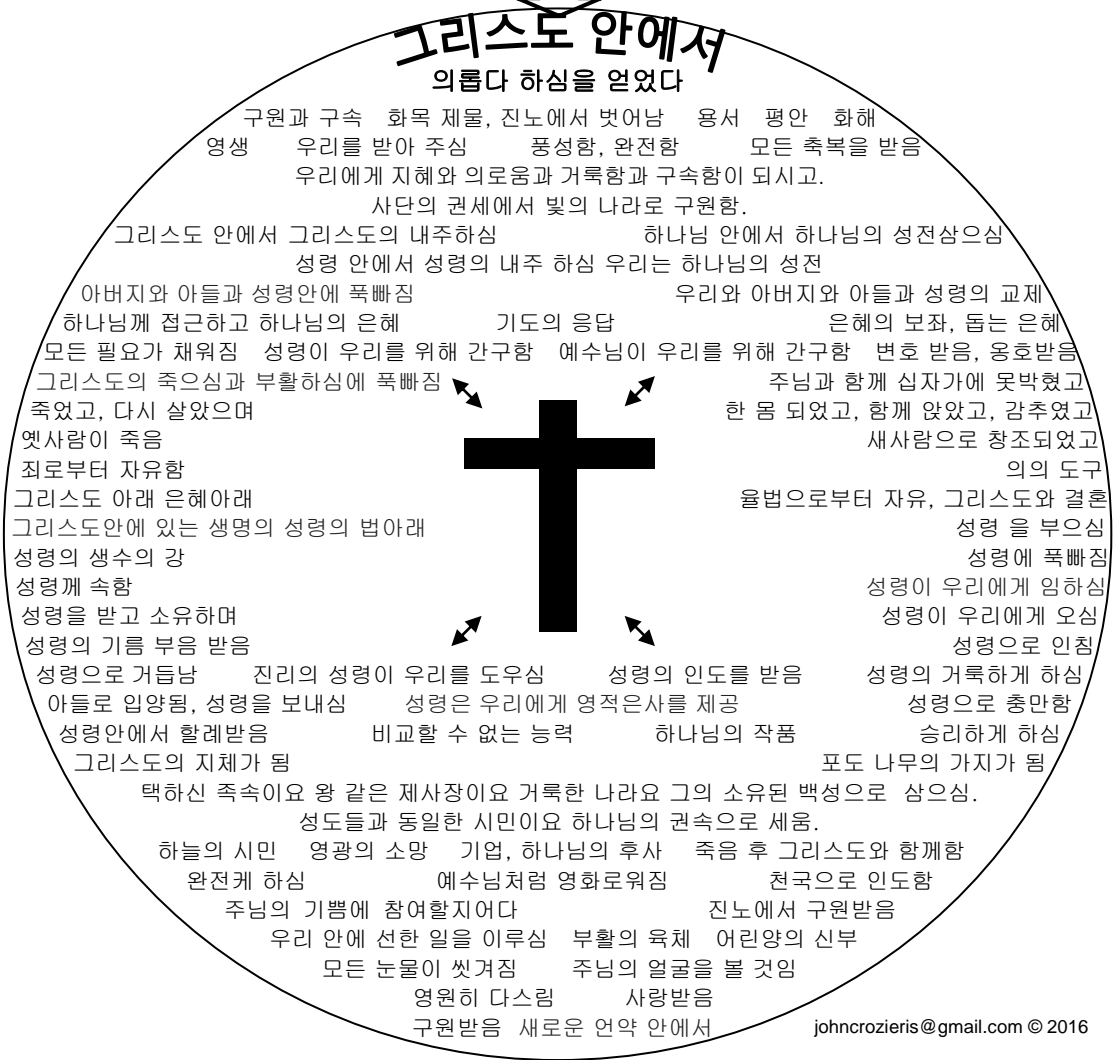 그리스도 안에서
의롭다 하심을 얻었다
구원과 구속 화목 제물, 진노에서 벗어남 용서 평안 화해
영생 우리를 받아 주심 풍성함, 완전함 모든 축복을 받음
우리에게 지혜와 의로움과 거룩함과 구속함이 되시고.
사단의 권세에서 빛의 나라로 구원함.
그리스도 안에서 그리스도의 내주하심 하나님 안에서 하나님의 성전삼으심
성령 안에서 성령의 내주 하심 우리는 하나님의 성전
아버지와 아들과 성령안에 푹빠짐 우리와 아버지와 아들과 성령의 교제
하나님께 접근하고 하나님의 은혜 기도의 응답 은혜의 보좌, 돕는 은혜
모든 필요가 채워짐 성령이 우리를 위해 간구함 예수님이 우리를 위해 간구함 변호 받음, 옹호받음
그리스도의 죽으심과 부활하심에 푹빠짐 주님과 함께 십자가에 못박혔고
죽었고, 다시 살았으며 한 몸 되었고, 함께 앉았고, 감추였고
옛사람이 죽음 새사람으로 창조되었고
죄로부터 자유함 의의 도구
그리스도 아래 은혜아래 율법으로부터 자유, 그리스도와 결혼
그리스도안에 있는 생명의 성령의 법아래 성령 을 부으심
성령의 생수의 강 성령에 푹빠짐
성령께 속함 성령이 우리에게 임하심
성령을 받고 소유하며 성령이 우리에게 오심
성령의 기름 부음 받음 성령으로 인침
성령으로 거듭남 진리의 성령이 우리를 도우심 성령의 인도를 받음 성령의 거룩하게 하심
아들로 입양됨, 성령을 보내심 성령은 우리에게 영적은사를 제공 성령으로 충만함
성령안에서 할례받음 비교할 수 없는 능력 하나님의 작품 승리하게 하심
그리스도의 지체가 됨 포도 나무의 가지가 됨
택하신 족속이요 왕 같은 제사장이요 거룩한 나라요 그의 소유된 백성으로 삼으심.
성도들과 동일한 시민이요 하나님의 권속으로 세움.
하늘의 시민 영광의 소망 기업, 하나님의 후사 죽음 후 그리스도와 함께함
완전케 하심 예수님처럼 영화로워짐 천국으로 인도함
주님의 기쁨에 참여할지어다 진노에서 구원받음
우리 안에 선한 일을 이루심 부활의 육체 어린양의 신부
모든 눈물이 씻겨짐 주님의 얼굴을 볼 것임
영원히 다스림 사랑받음
구원받음 새로운 언약 안에서
johncrozieris@gmail.com © 2016